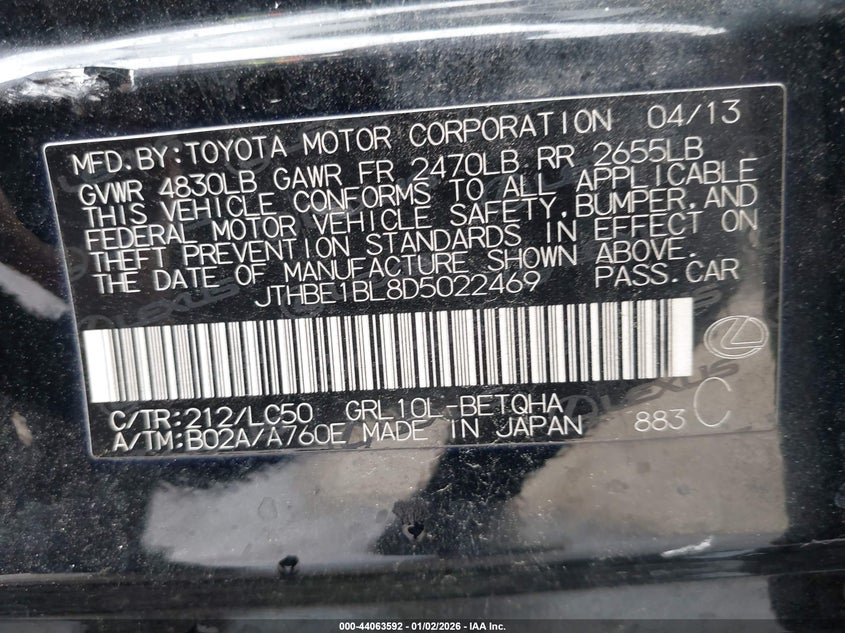 MFD.BY:TOYOTA MOTOR CORPORATION 04/13
GVWR 4830LB GAWR FR 2470LB RR 2655LB
THIS VEHICLE CONFORMS TO ALL APPLICABLE
FEDERAL MOTOR VEHICLE SAFETY,BUMPER,AND
THEFT PREVENTION STANDARDS IN EFFECT ON
THE DATE OF MANUFACTURE SHOWN ABOVE.
JTHBE1BL8D5022469 PASS.CAR
C/TR:212/LC50 GRL10L-BETQHA
A/TM:B02A/A760E MADE IN JAPAN 883 C
LEXUS
000-44063592 - 01/02/2026 - IAA Inc.